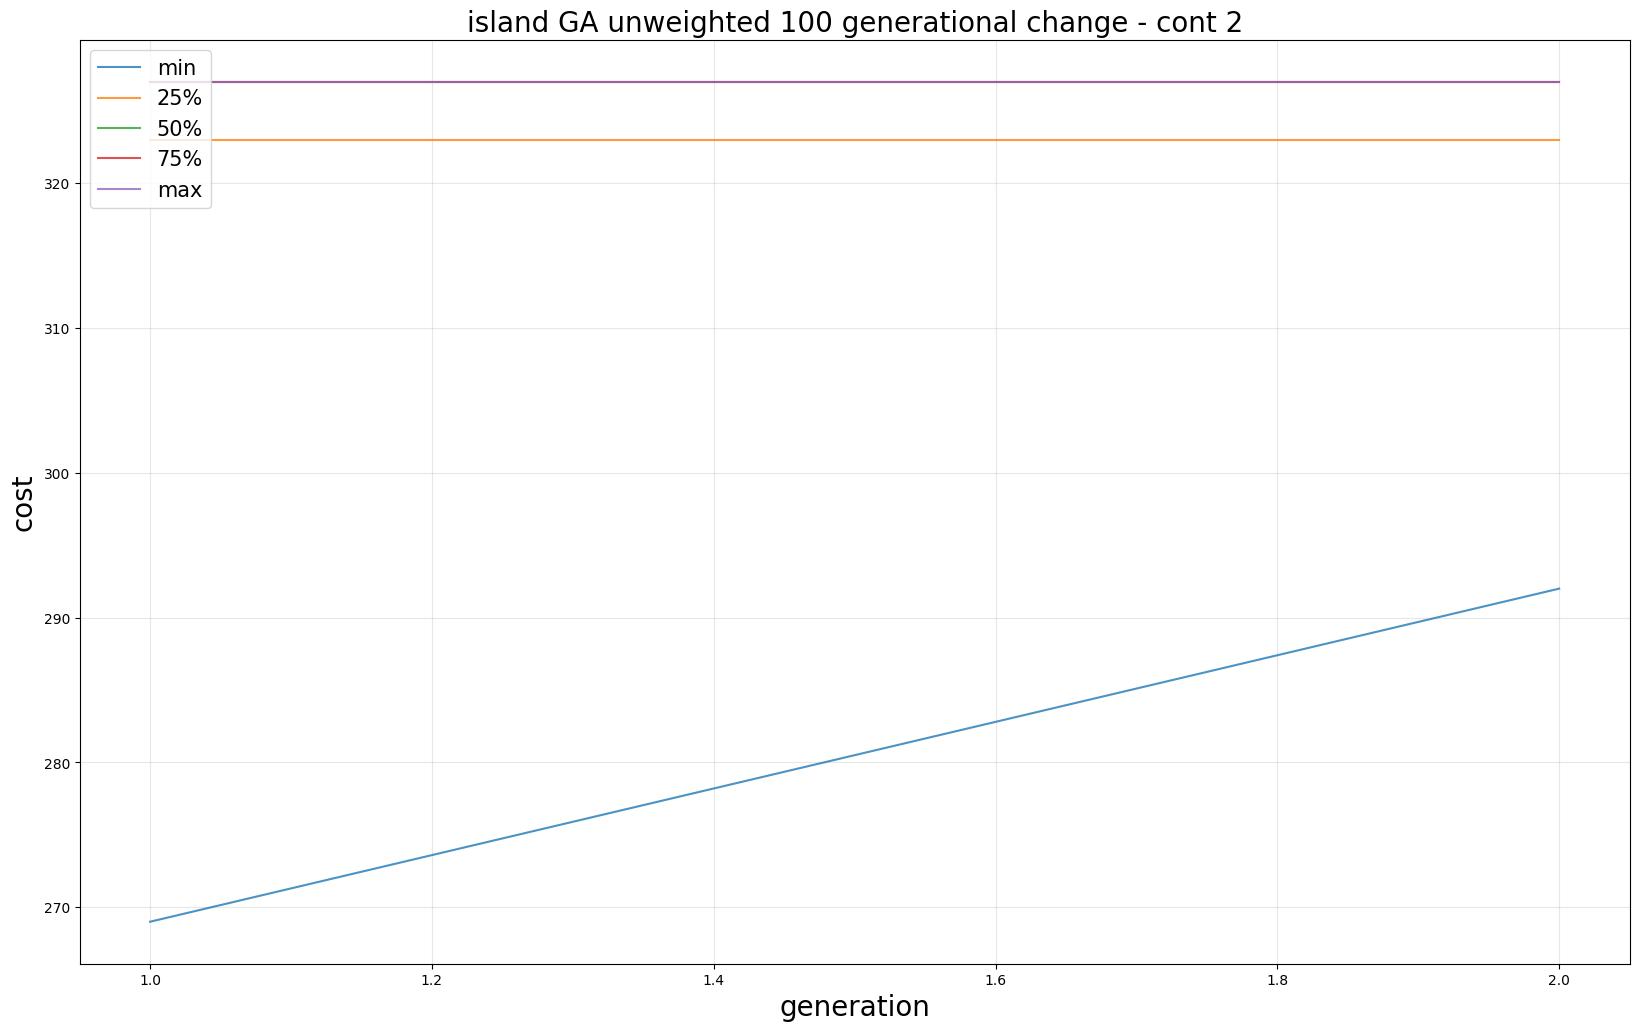 island GA unweighted 100 generational change - cont 2
min
25%
50%
75%
max
320
310
300
290
280
270
cost
1.0 1.2 1.4 1.6 1.8 2.0
generation